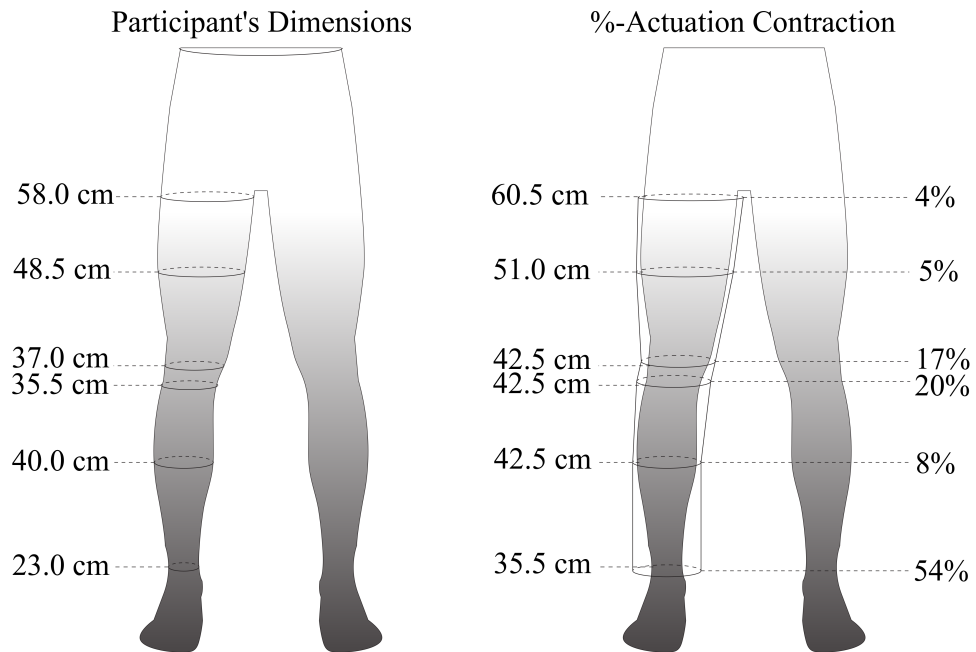 Participant's Dimensions
58.0 cm
48.5 cm
37.0 cm
35.5 cm
40.0 cm
23.0 cm
%-Actuation Contraction
60.5 cm 4%
51.0 cm 5%
42.5 cm 17%
42.5 cm 20%
42.5 cm 8%
35.5 cm 54%